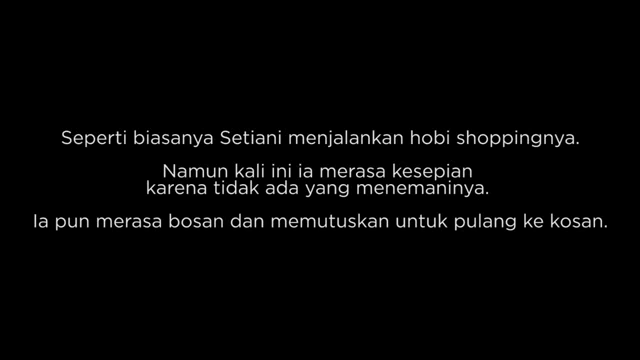 Seperti biasanya Setiani menjalankan hobi shoppingnya.
Namun kali ini ia merasa kesepian
karena tidak ada yang menemaninya.
Ia pun merasa bosan dan memutuskan untuk pulang ke kosan.